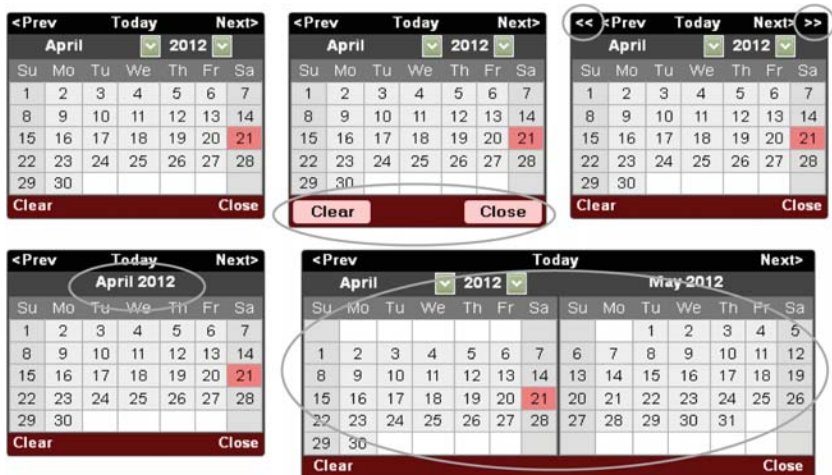 <Prev Today Next>
April 2012
Su Mo Tu We Th Fr Sa
1 2 3 4 5 6 7
8 9 10 11 12 13 14
15 16 17 18 19 20 21
22 23 24 25 26 27 28
29 30
Clear Close
<Prev Today Next>
April 2012
Su Mo Tu We Th Fr Sa
1 2 3 4 5 6 7
8 9 10 11 12 13 14
15 16 17 18 19 20 21
22 23 24 25 26 27 28
29 30
Clear Close
<< <Prev Today Next> >>
April 2012
Su Mo Tu We Th Fr Sa
1 2 3 4 5 6 7
8 9 10 11 12 13 14
15 16 17 18 19 20 21
22 23 24 25 26 27 28
29 30
Clear Close
<Prev Today Next>
April 2012
Su Mo Tu We Th Fr Sa
1 2 3 4 5 6 7
8 9 10 11 12 13 14
15 16 17 18 19 20 21
22 23 24 25 26 27 28
29 30
Clear Close
<Prev Today Next>
April 2012 May 2012
Su Mo Tu We Th Fr Sa Su Mo Tu We Th Fr Sa
1 2 3 4 5
1 2 3 4 5 6 7 6 7 8 9 10 11 12
8 9 10 11 12 13 14 13 14 15 16 17 18 19
15 16 17 18 19 20 21 20 21 22 23 24 25 26
22 23 24 25 26 27 28 27 28 29 30 31
29 30
Clear Close